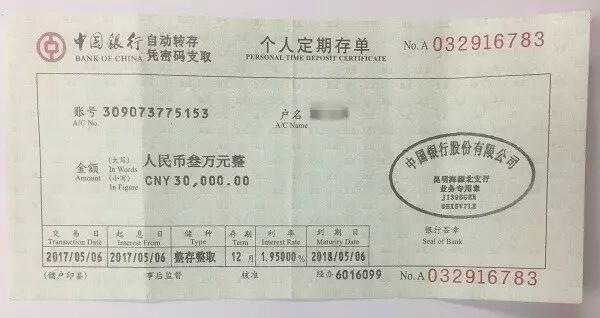 中国银行 自动转存 个人定期存单 No.A 032916783
BANK OF CHINA 凭密码支取 PERSONAL TIME DEPOSIT CERTIFICATE
账号 309073775153 户名
A/C No. A/C Name
金额 (大写) 人民币叁万元整
Amount In Words
(小写) CNY 30,000.00
In Figure
中国银行股份有限公司
昆明海源北支行
业务专用章
银行签章
Seal of Bank
交易日 起息日 储种 存期 利率 到期日
Transaction Date Interest From Type Term Interest Rate Maturity Date
2017/05/06 2017/05/06 整存整取 12月 1.95000% 2018/05/06
(储户印鉴) 事后监督 核准 经办 6016099 No.A 032916783